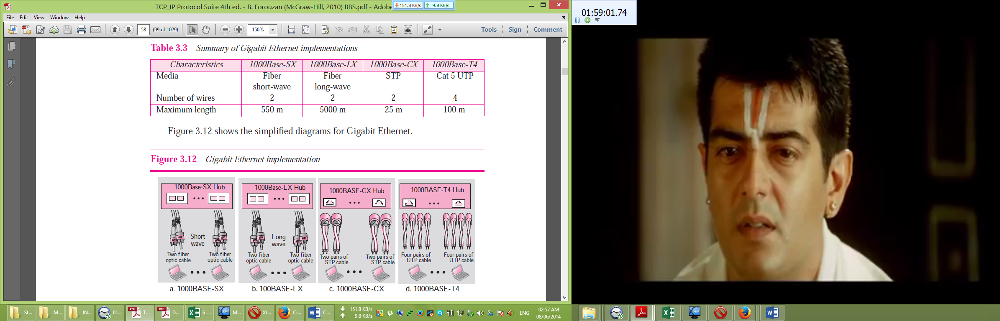 TCP_IP Protocol Suite 4th ed. - B. Forouzan (McGraw-Hill, 2010) BBS.pdf - Adobe
151.8 KB/s 9.8 KB/s
File Edit View Window Help
58 (99 of 1029) 150% Tools Sign Comment
Table 3.3 Summary of Gigabit Ethernet implementations
Characteristics 1000Base-SX 1000Base-LX 1000Base-CX 1000Base-T4
Media Fiber short-wave Fiber long-wave STP Cat 5 UTP
Number of wires 2 2 2 4
Maximum length 550 m 5000 m 25 m 100 m
Figure 3.12 shows the simplified diagrams for Gigabit Ethernet.
Figure 3.12 Gigabit Ethernet implementation
1000Base-SX Hub
Short
wave
Two fiber
optic cable
Two fiber
optic cable
a. 1000BASE-SX
1000Base-LX Hub
Long
wave
Two fiber
optic cable
Two fiber
optic cable
b. 100BASE-LX
1000BASE-CX Hub
Two pairs of
STP cable
Two pairs of
STP cable
c. 1000BASE-CX
1000BASE-T4 Hub
Four pairs of
UTP cable
Four pairs of
UTP cable
d. 1000BASE-T4
St... M... IN... 01... T... D... 6_... M... Xt... Ci... C...
151.8 KB/s
9.8 KB/s
ENG
02:57 AM
08/06/2014
01:59:01.74